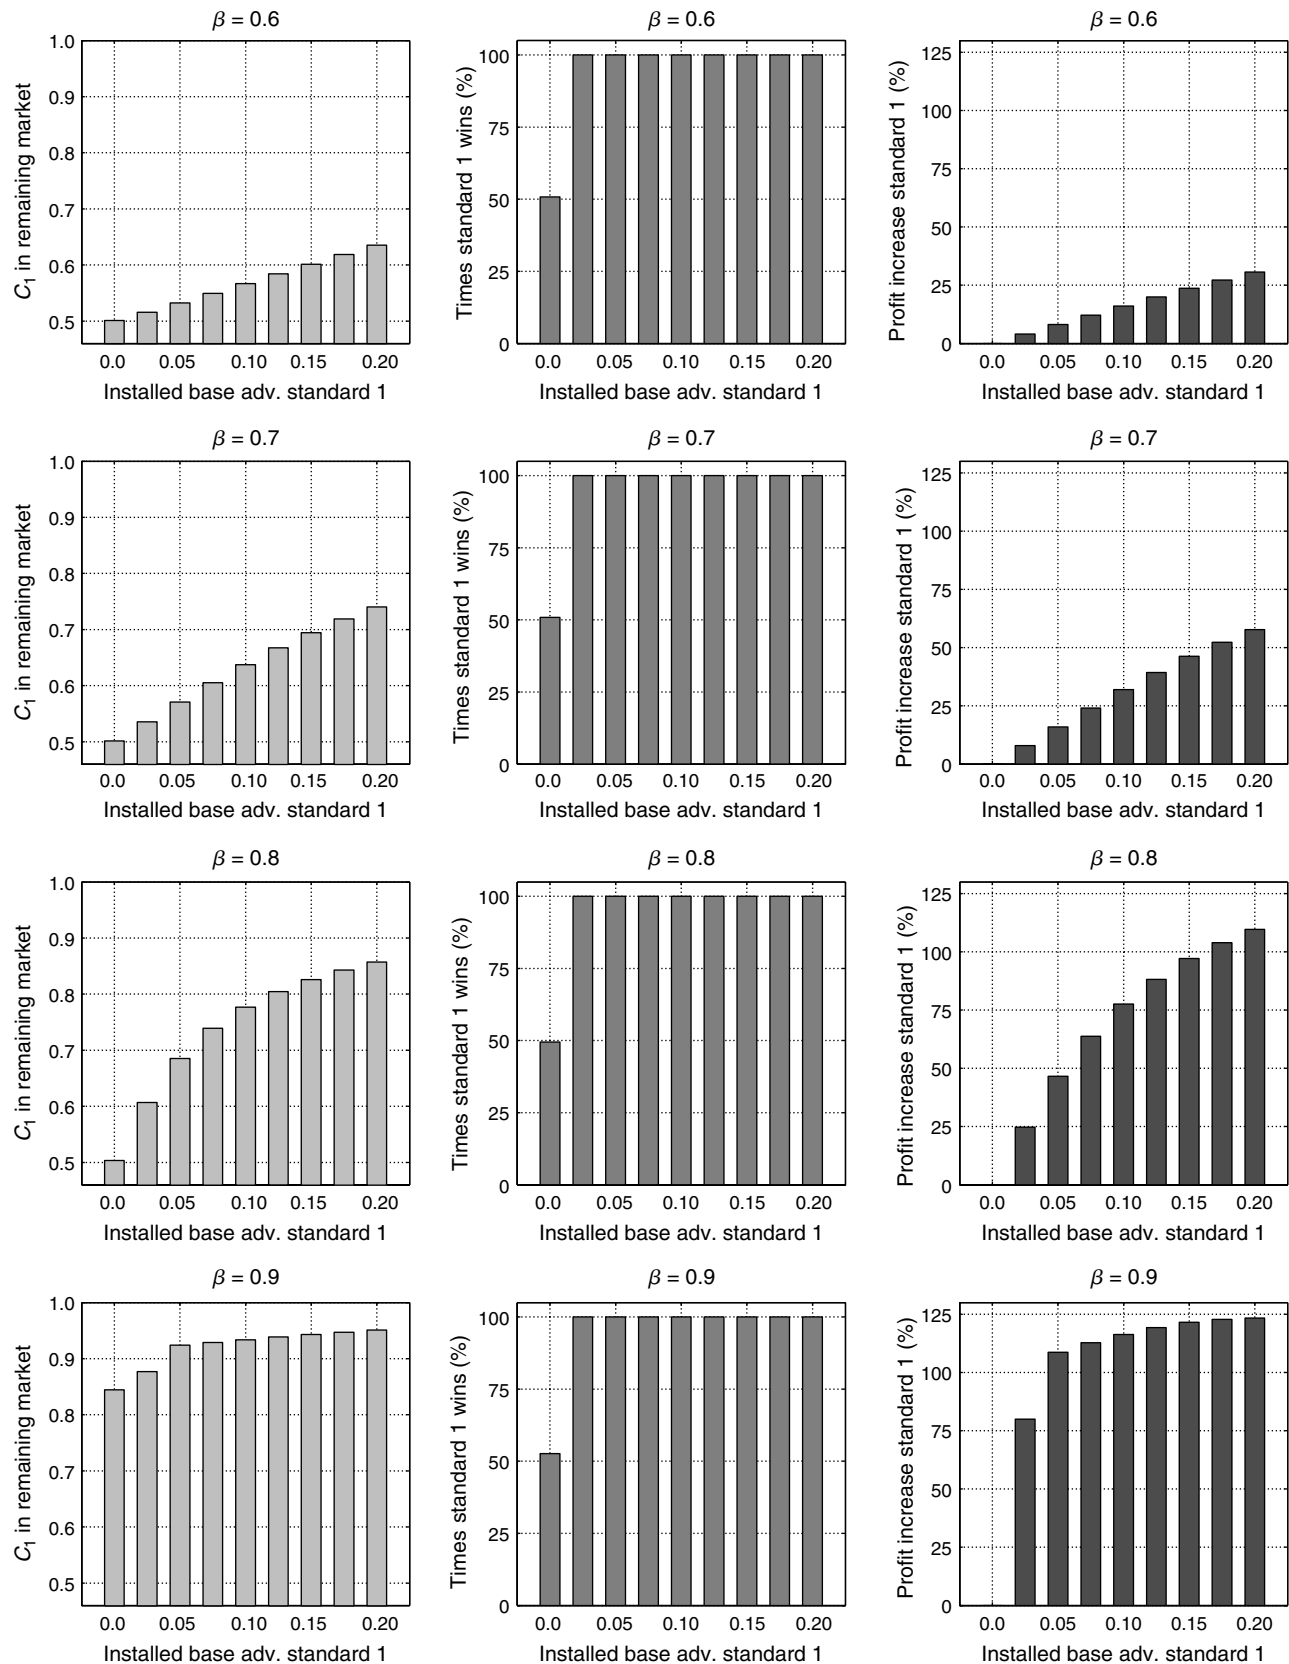 β = 0.6
C1 in remaining market
1.0
0.9
0.8
0.7
0.6
0.5
0.0 0.05 0.10 0.15 0.20
Installed base adv. standard 1
β = 0.6
Times standard 1 wins (%)
100
75
50
25
0
0.0 0.05 0.10 0.15 0.20
Installed base adv. standard 1
β = 0.6
Profit increase standard 1 (%)
125
100
75
50
25
0
0.0 0.05 0.10 0.15 0.20
Installed base adv. standard 1
β = 0.7
C1 in remaining market
1.0
0.9
0.8
0.7
0.6
0.5
0.0 0.05 0.10 0.15 0.20
Installed base adv. standard 1
β = 0.7
Times standard 1 wins (%)
100
75
50
25
0
0.0 0.05 0.10 0.15 0.20
Installed base adv. standard 1
β = 0.7
Profit increase standard 1 (%)
125
100
75
50
25
0
0.0 0.05 0.10 0.15 0.20
Installed base adv. standard 1
β = 0.8
C1 in remaining market
1.0
0.9
0.8
0.7
0.6
0.5
0.0 0.05 0.10 0.15 0.20
Installed base adv. standard 1
β = 0.8
Times standard 1 wins (%)
100
75
50
25
0
0.0 0.05 0.10 0.15 0.20
Installed base adv. standard 1
β = 0.8
Profit increase standard 1 (%)
125
100
75
50
25
0
0.0 0.05 0.10 0.15 0.20
Installed base adv. standard 1
β = 0.9
C1 in remaining market
1.0
0.9
0.8
0.7
0.6
0.5
0.0 0.05 0.10 0.15 0.20
Installed base adv. standard 1
β = 0.9
Times standard 1 wins (%)
100
75
50
25
0
0.0 0.05 0.10 0.15 0.20
Installed base adv. standard 1
β = 0.9
Profit increase standard 1 (%)
125
100
75
50
25
0
0.0 0.05 0.10 0.15 0.20
Installed base adv. standard 1